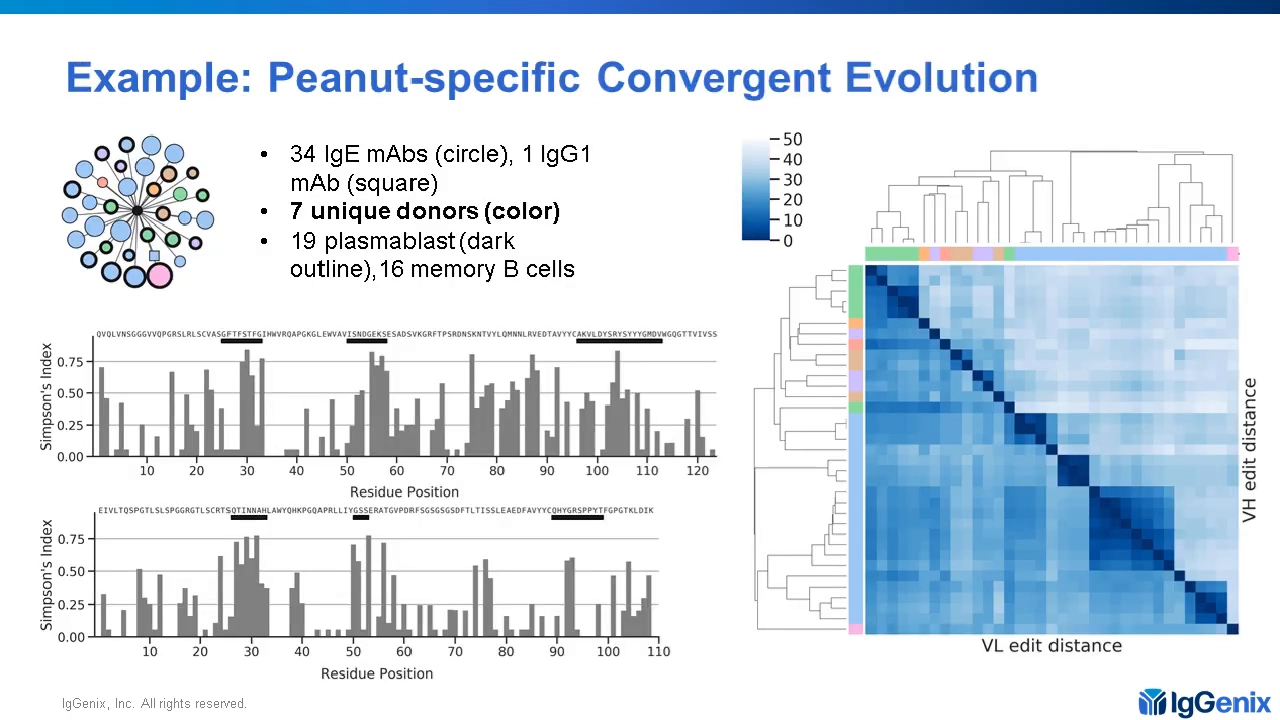 Example: Peanut-specific Convergent Evolution
• 34 IgE mAbs (circle), 1 IgG1
mAb (square)
• 7 unique donors (color)
• 19 plasmablast (dark
outline),16 memory B cells
QVQLVNSGGGVVQPGRSLRLSCVASGFTFSTFGIHWVRQAPGKGLEWVAVISNDGEKSESADSVKGRFTPSRDNSKNTVYLQMNNLRVEDTAVYYCAKVLDYSRYSYYYGMDVWGQGTTVIVSS
Simpson's Index
0.75
0.50
0.25
0.00
10 20 30 40 50 60 70 80 90 100 110 120
Residue Position
EIVLTQSPGTLSLSPGGRGTLSCRTSQTINNAHLAWYQHKPGQAPRLLIYGSSERATGVPDRFSGSGSGSDFTLTISSLEAEDFAVYYCQHYGRSPPYTFGPGTKLDIK
Simpson's Index
0.75
0.50
0.25
0.00
10 20 30 40 50 60 70 80 90 100 110
Residue Position
50
40
30
20
10
0
VH edit distance
VL edit distance
IgGenix, Inc. All rights reserved.
IgGenix